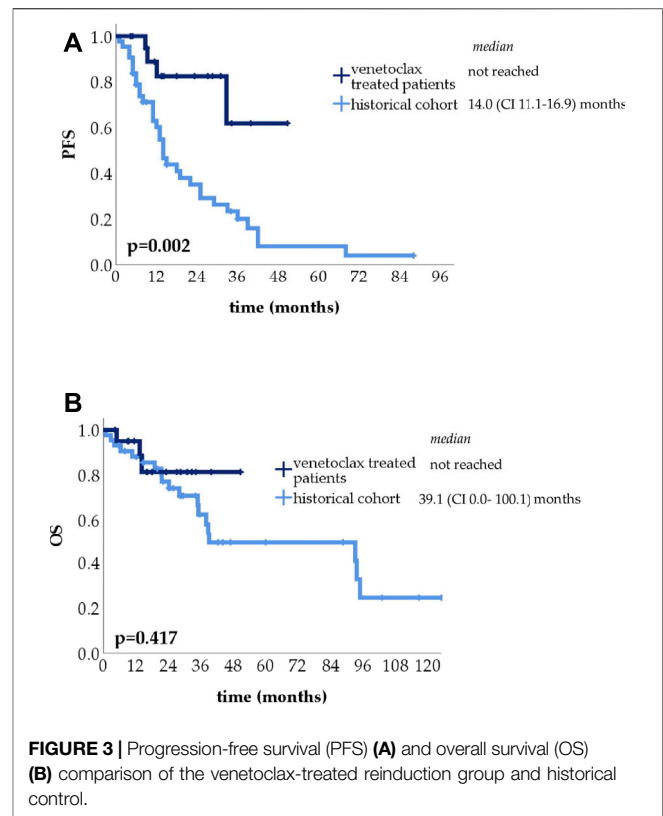 A
median
venetoclax
treated patients
not reached
historical cohort 14.0 (CI 11.1-16.9) months
PFS
1.0
0.8
0.6
0.4
0.2
0.0
p=0.002
0 12 24 36 48 60 72 84 96
time (months)
B
median
venetoclax treated
patients
not reached
historical cohort 39.1 (CI 0.0- 100.1) months
OS
1.0
0.8
0.6
0.4
0.2
0.0
p=0.417
0 12 24 36 48 60 72 84 96 108 120
time (months)
FIGURE 3 | Progression-free survival (PFS) (A) and overall survival (OS)
(B) comparison of the venetoclax-treated reinduction group and historical
control.